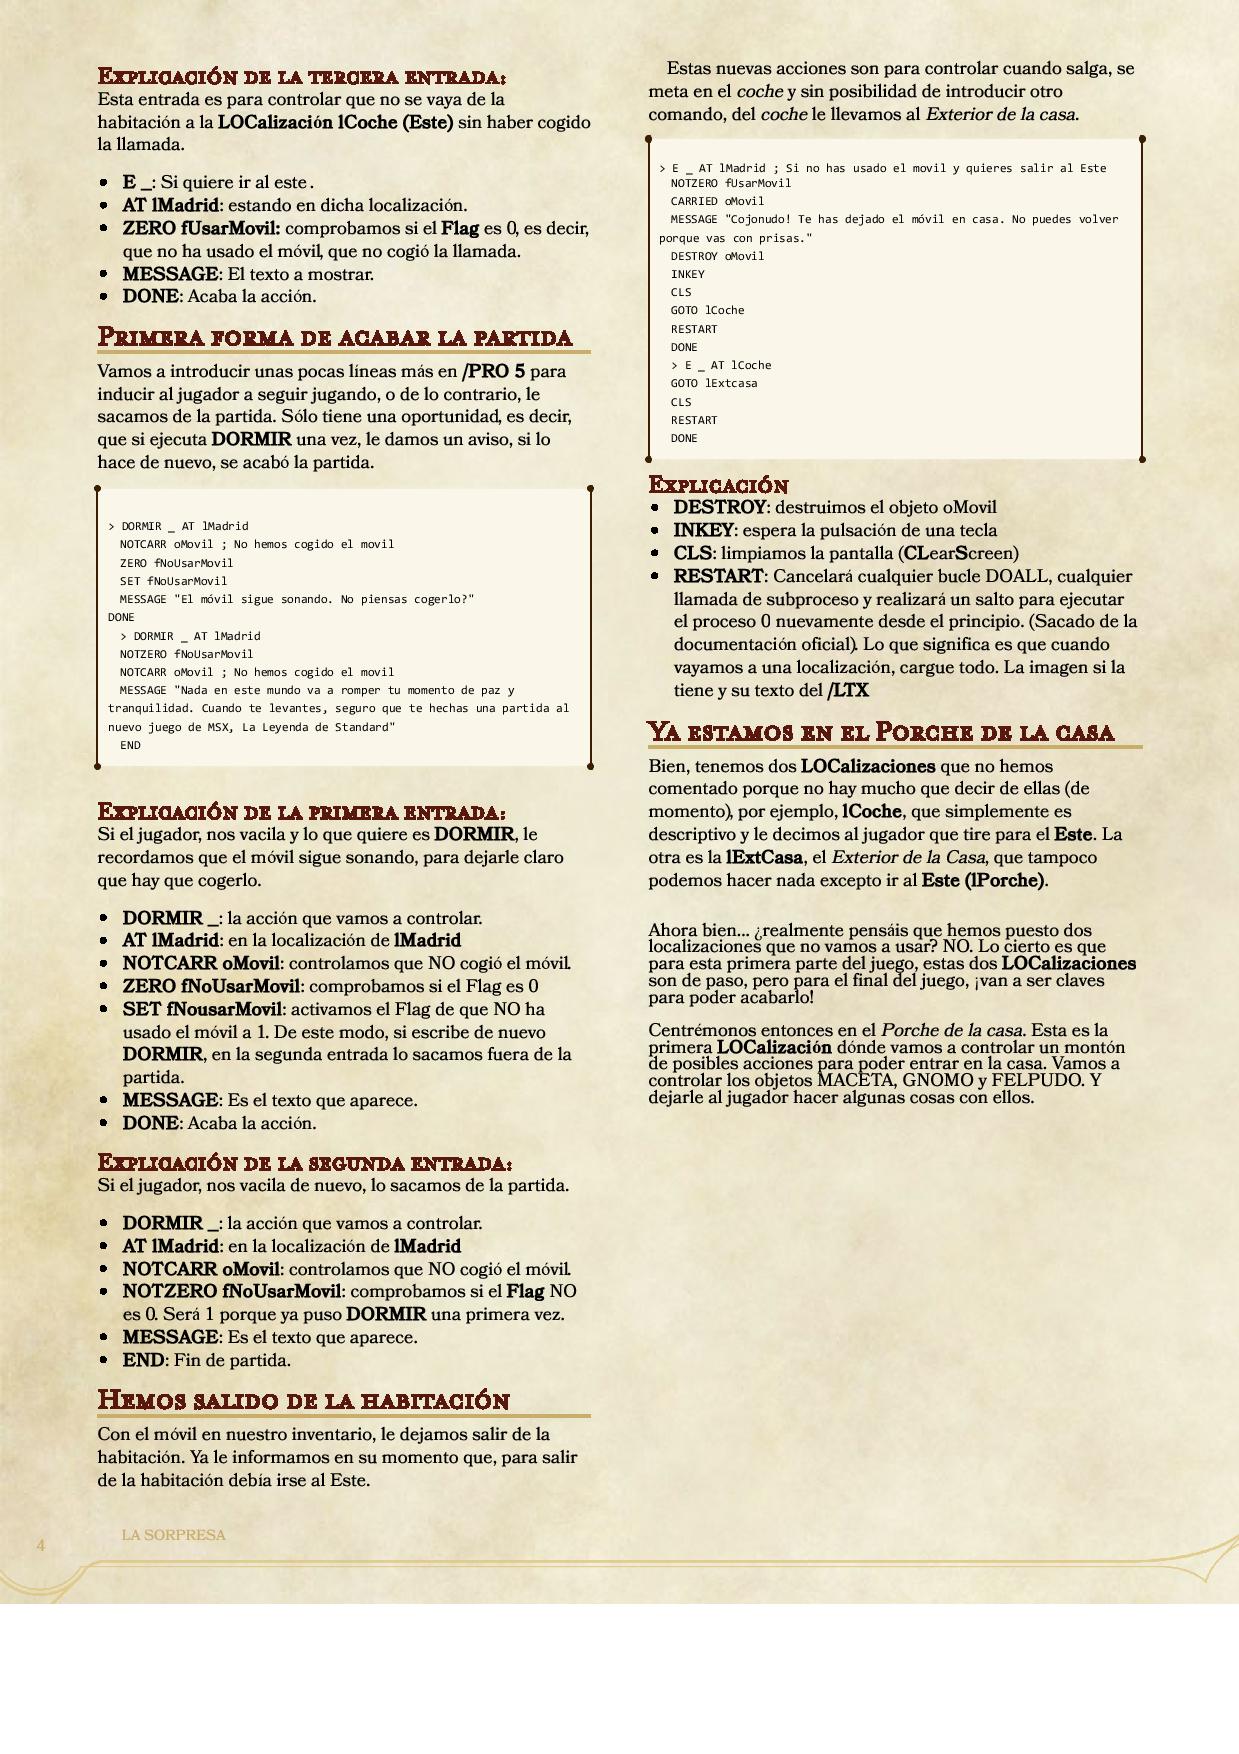 Explicación de la tercera entrada:
Esta entrada es para controlar que no se vaya de la
habitación a la LOCalización lCoche (Este) sin haber cogido
la llamada.
• E _: Si quiere ir al este .
• AT lMadrid: estando en dicha localización.
• ZERO fUsarMovil: comprobamos si el Flag es 0, es decir,
que no ha usado el móvil, que no cogió la llamada.
• MESSAGE: El texto a mostrar.
• DONE: Acaba la acción.
Primera forma de acabar la partida
Vamos a introducir unas pocas líneas más en /PRO 5 para
inducir al jugador a seguir jugando, o de lo contrario, le
sacamos de la partida. Sólo tiene una oportunidad, es decir,
que si ejecuta DORMIR una vez, le damos un aviso, si lo
hace de nuevo, se acabó la partida.
> DORMIR _ AT lMadrid
NOTCARR oMovil ; No hemos cogido el movil
ZERO fNoUsarMovil
SET fNoUsarMovil
MESSAGE "El móvil sigue sonando. No piensas cogerlo?"
DONE
> DORMIR _ AT lMadrid
NOTZERO fNoUsarMovil
NOTCARR oMovil ; No hemos cogido el movil
MESSAGE "Nada en este mundo va a romper tu momento de paz y
tranquilidad. Cuando te levantes, seguro que te hechas una partida al
nuevo juego de MSX, La Leyenda de Standard"
END
Explicación de la primera entrada:
Si el jugador, nos vacila y lo que quiere es DORMIR, le
recordamos que el móvil sigue sonando, para dejarle claro
que hay que cogerlo.
• DORMIR _: la acción que vamos a controlar.
• AT lMadrid: en la localización de lMadrid
• NOTCARR oMovil: controlamos que NO cogió el móvil.
• ZERO fNoUsarMovil: comprobamos si el Flag es 0
• SET fNousarMovil: activamos el Flag de que NO ha
usado el móvil a 1. De este modo, si escribe de nuevo
DORMIR, en la segunda entrada lo sacamos fuera de la
partida.
• MESSAGE: Es el texto que aparece.
• DONE: Acaba la acción.
Explicación de la segunda entrada:
Si el jugador, nos vacila de nuevo, lo sacamos de la partida.
• DORMIR _: la acción que vamos a controlar.
• AT lMadrid: en la localización de lMadrid
• NOTCARR oMovil: controlamos que NO cogió el móvil.
• NOTZERO fNoUsarMovil: comprobamos si el Flag NO
es 0. Será 1 porque ya puso DORMIR una primera vez.
• MESSAGE: Es el texto que aparece.
• END: Fin de partida.
Hemos salido de la habitación
Con el móvil en nuestro inventario, le dejamos salir de la
habitación. Ya le informamos en su momento que, para salir
de la habitación debía irse al Este.
Estas nuevas acciones son para controlar cuando salga, se
meta en el coche y sin posibilidad de introducir otro
comando, del coche le llevamos al Exterior de la casa.
> E _ AT lMadrid ; Si no has usado el movil y quieres salir al Este
NOTZERO fUsarMovil
CARRIED oMovil
MESSAGE "Cojonudo! Te has dejado el móvil en casa. No puedes volver
porque vas con prisas."
DESTROY oMovil
INKEY
CLS
GOTO lCoche
RESTART
DONE
> E _ AT lCoche
GOTO lExtcasa
CLS
RESTART
DONE
Explicación
• DESTROY: destruimos el objeto oMovil
• INKEY: espera la pulsación de una tecla
• CLS: limpiamos la pantalla (CLearScreen)
• RESTART: Cancelará cualquier bucle DOALL, cualquier
llamada de subproceso y realizará un salto para ejecutar
el proceso 0 nuevamente desde el principio. (Sacado de la
documentación oficial). Lo que significa es que cuando
vayamos a una localización, cargue todo. La imagen si la
tiene y su texto del /LTX
Ya estamos en el Porche de la casa
Bien, tenemos dos LOCalizaciones que no hemos
comentado porque no hay mucho que decir de ellas (de
momento), por ejemplo, lCoche, que simplemente es
descriptivo y le decimos al jugador que tire para el Este. La
otra es la lExtCasa, el Exterior de la Casa, que tampoco
podemos hacer nada excepto ir al Este (lPorche).
Ahora bien... ¿realmente pensáis que hemos puesto dos
localizaciones que no vamos a usar? NO. Lo cierto es que
para esta primera parte del juego, estas dos LOCalizaciones
son de paso, pero para el final del juego, ¡van a ser claves
para poder acabarlo!
Centrémonos entonces en el Porche de la casa. Esta es la
primera LOCalización dónde vamos a controlar un montón
de posibles acciones para poder entrar en la casa. Vamos a
controlar los objetos MACETA, GNOMO y FELPUDO. Y
dejarle al jugador hacer algunas cosas con ellos.
LA SORPRESA
4